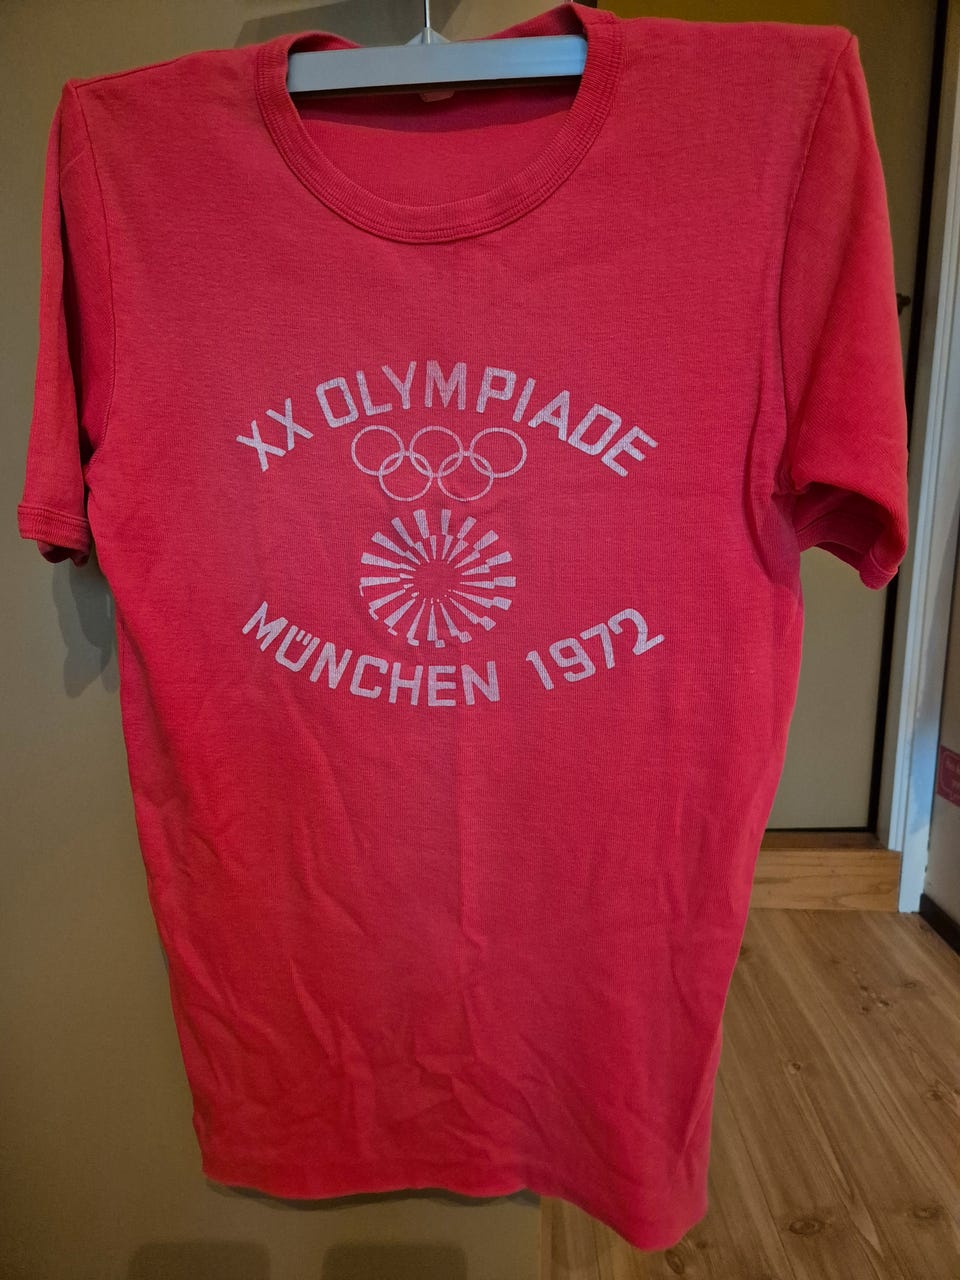 XX OLYMPIADE
MÜNCHEN 1972